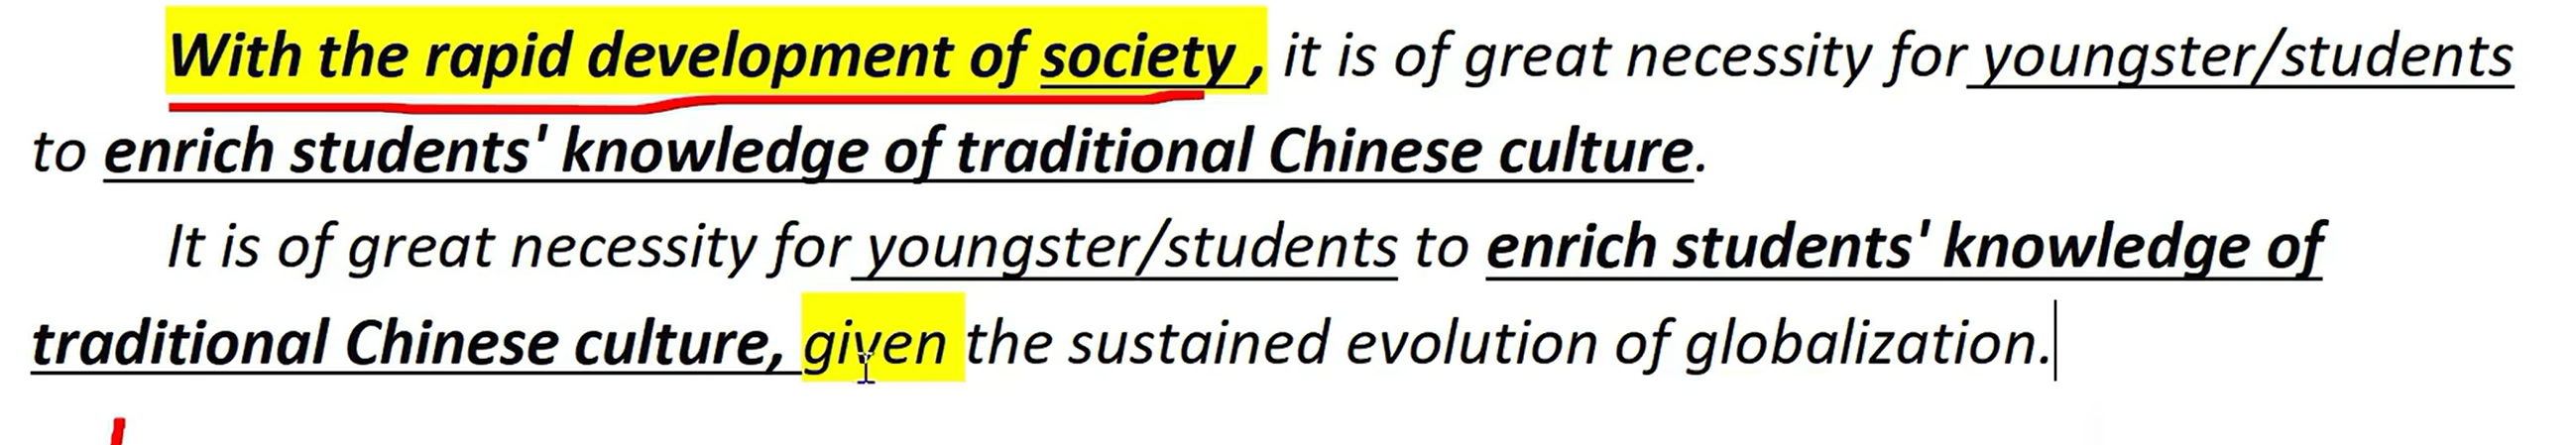 With the rapid development of society , it is of great necessity for youngster/students
to enrich students' knowledge of traditional Chinese culture.
It is of great necessity for youngster/students to enrich students' knowledge of
traditional Chinese culture, given the sustained evolution of globalization.